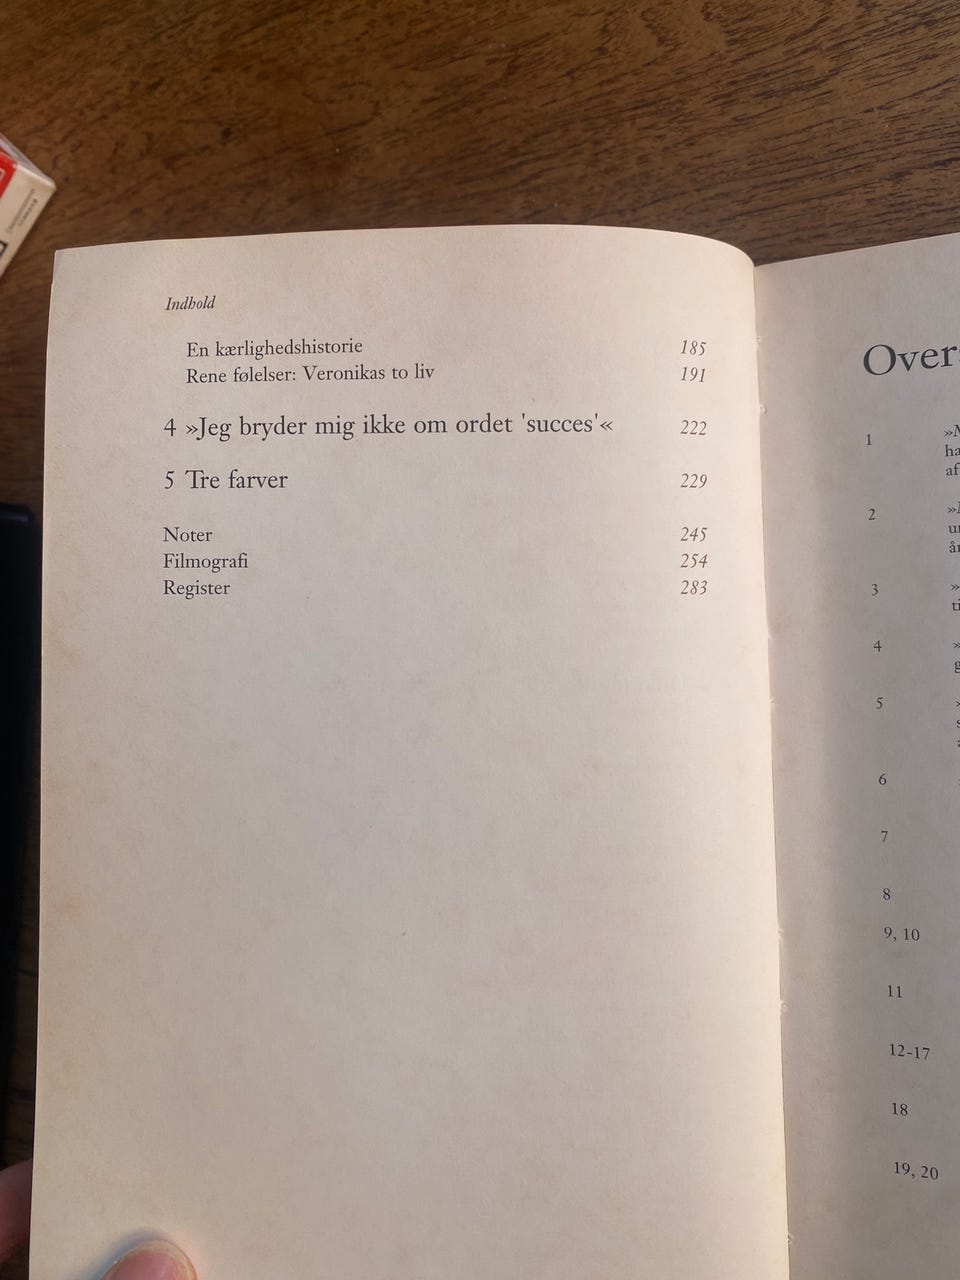 Indhold
En kærlighedshistorie 185
Rene følelser: Veronikas to liv 191
4 »Jeg bryder mig ikke om ordet 'succes'« 222
5 Tre farver 229
Noter 245
Filmografi 254
Register 283
1
2
3
4
5
6
7
8
9, 10
11
12-17
18
19, 20